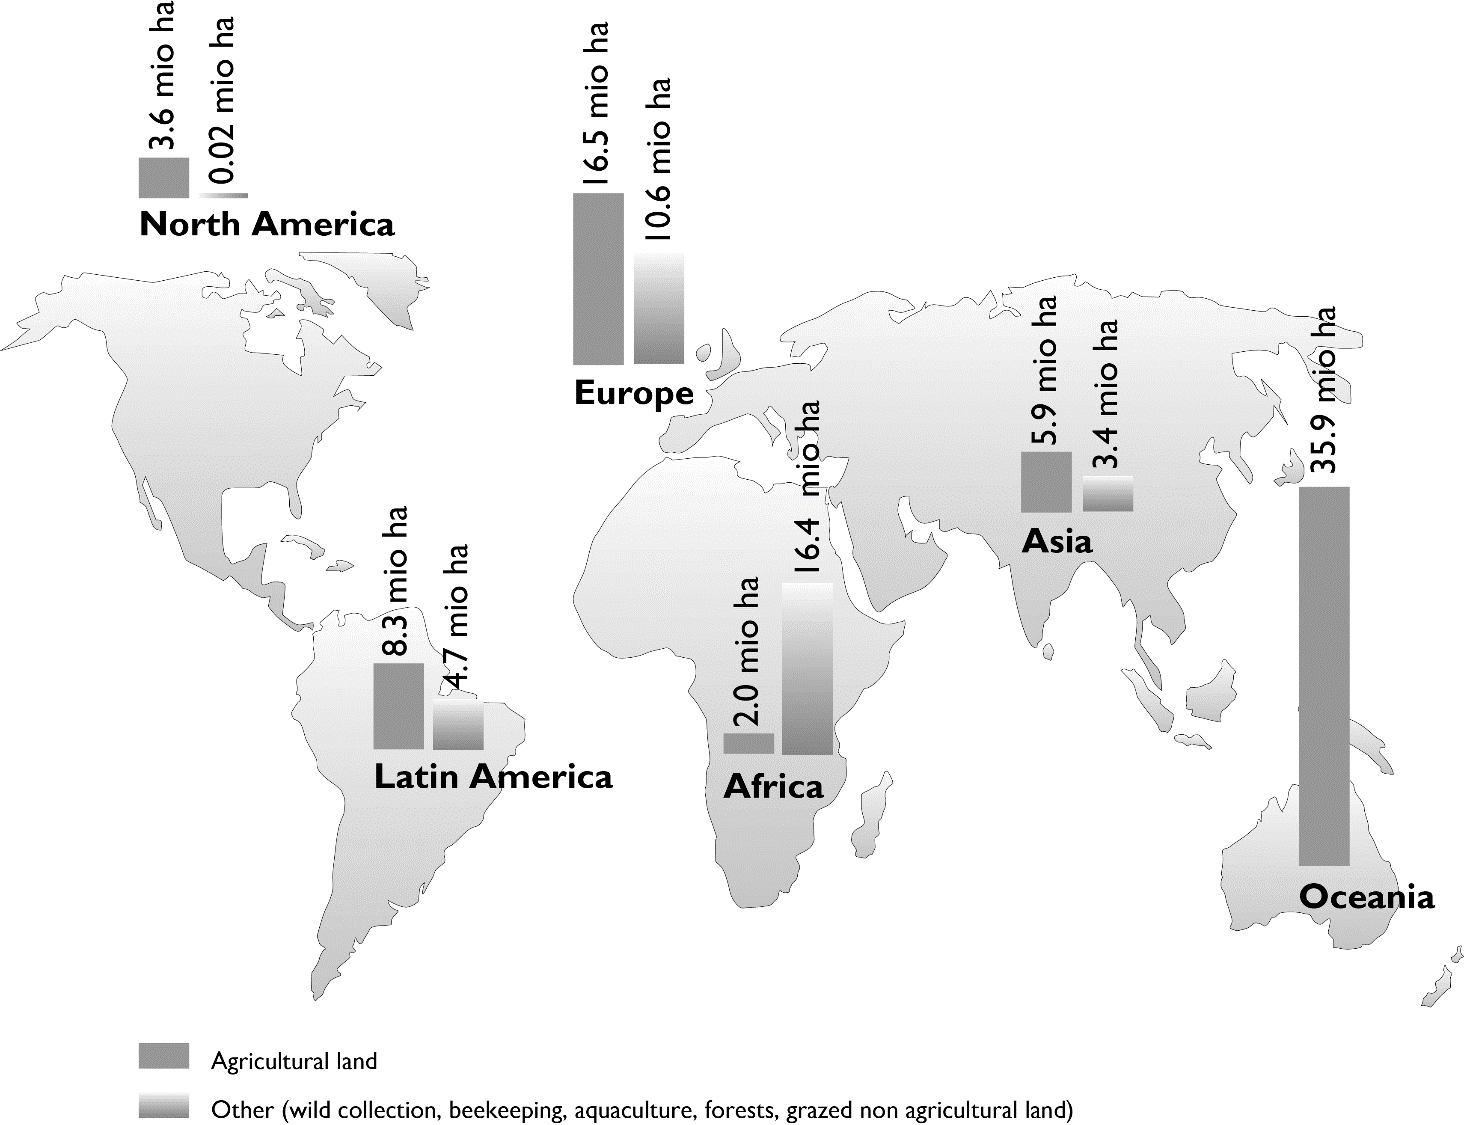 3.6 mio ha
0.02 mio ha
North America
16.5 mio ha
10.6 mio ha
Europe
5.9 mio ha
3.4 mio ha
Asia
35.9 mio ha
Oceania
8.3 mio ha
4.7 mio ha
Latin America
2.0 mio ha
16.4 mio ha
Africa
Agricultural land
Other (wild collection, beekeeping, aquaculture, forests, grazed non agricultural land)